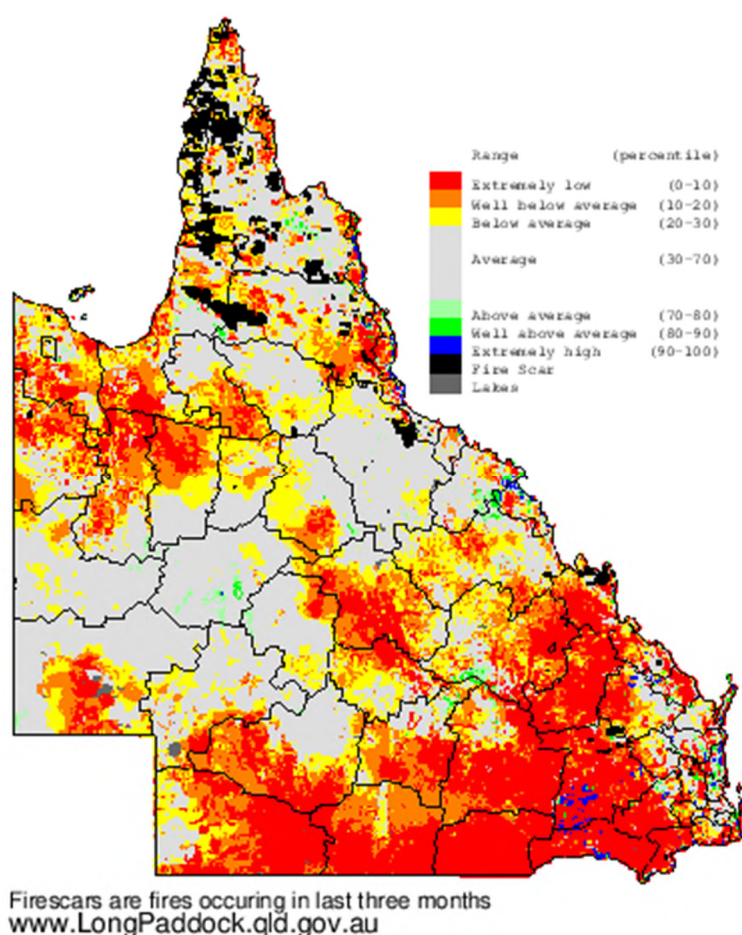 Range (percentile)
Extremely low (0-10)
Well below average (10-20)
Below average (20-30)
Average (30-70)
Above average (70-80)
Well above average (80-90)
Extremely high (90-100)
Fire Scar
Lakes
Firescars are fires occuring in last three months
www.LongPaddock.qld.gov.au